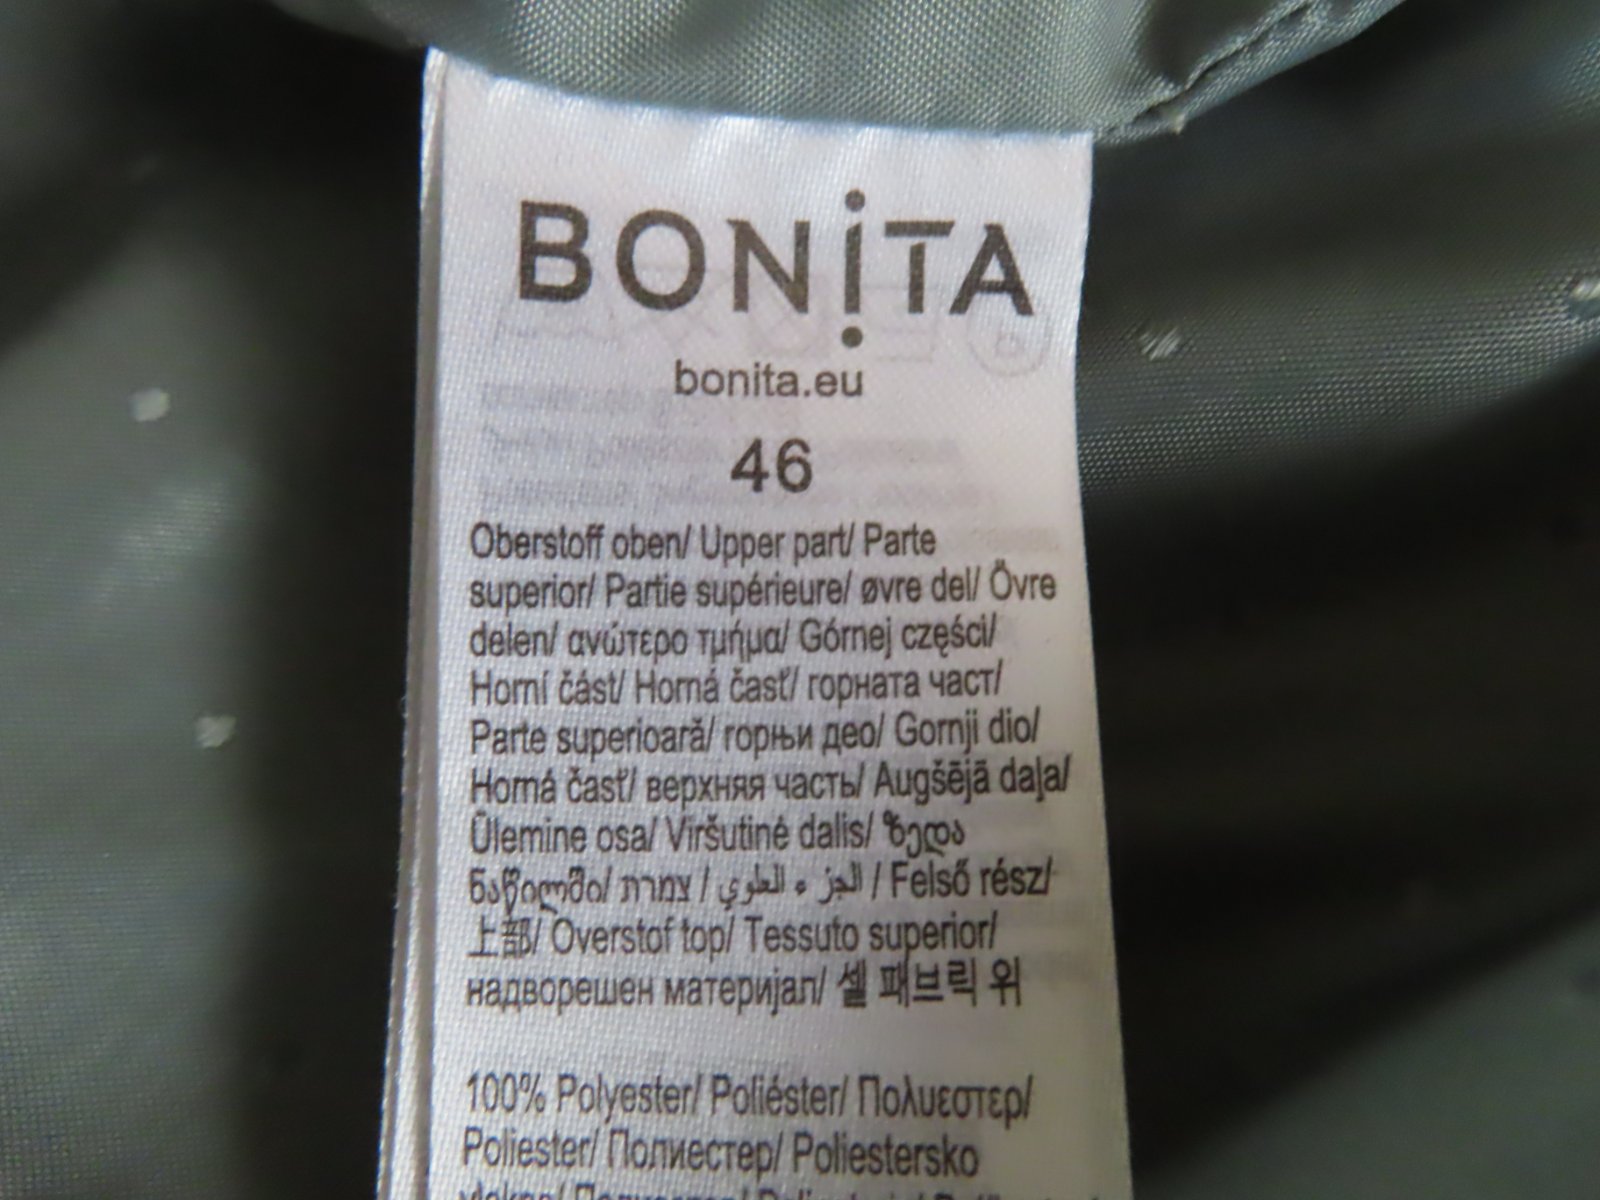 BONiTA
bonita.eu
46
Oberstoff oben/ Upper part/ Parte
superior/ Partie supérieure/ øvre del/ Övre
delen/ ανώτερο τμήμα/ Górnej części/
Horní část/ Horná časť/ горната част/
Parte superioară/ горњи део/ Gornji dio/
Horná časť/ верхняя часть/ Augšējā daļa/
Ülemine osa/ Viršutinė dalis/ ზედა
ნაწილში/ צמרת / الجزء العلوي / Felső rész/
上部/ Overstof top/ Tessuto superior/
надворешен материјал/ 셸 패브릭 위
100% Polyester/ Poliéster/ Πολυεστερ/
Poliester/ Полиестер/ Poliestersko